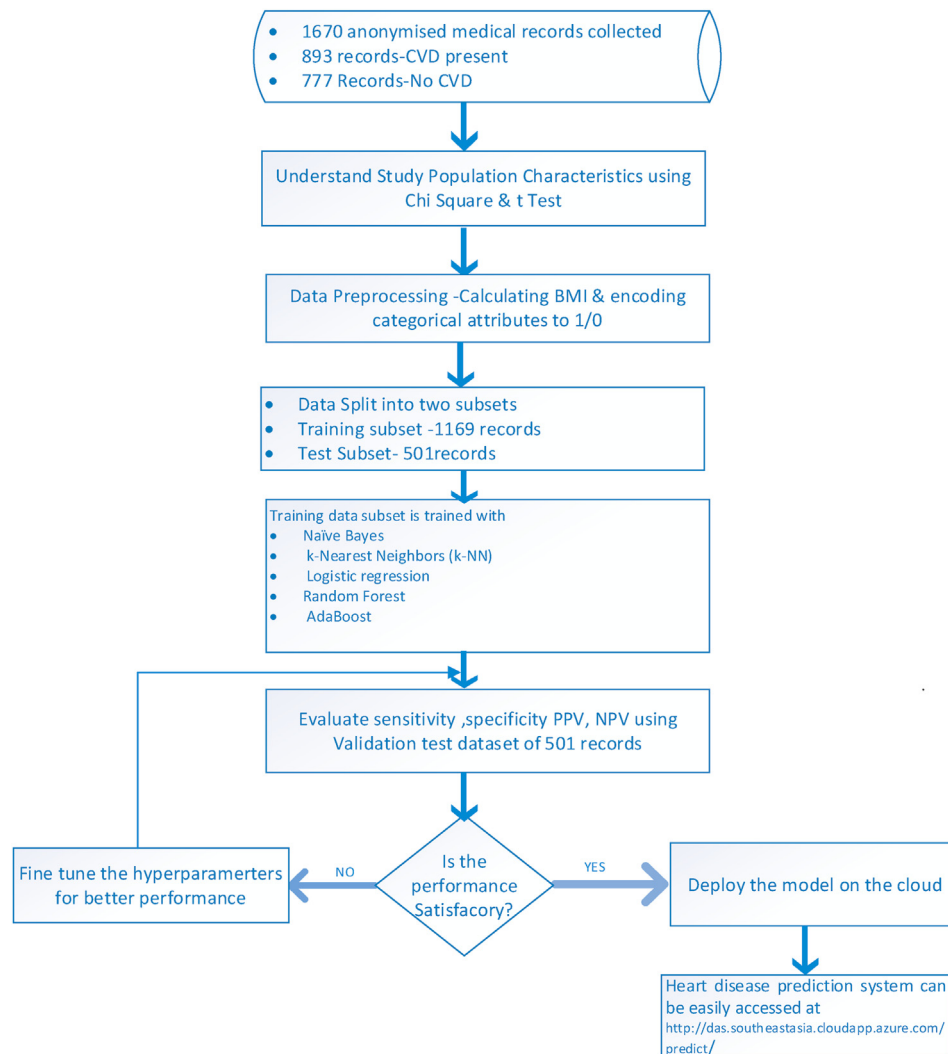 • 1670 anonymised medical records collected
• 893 records-CVD present
• 777 Records-No CVD
Understand Study Population Characteristics using
Chi Square & t Test
Data Preprocessing -Calculating BMI & encoding
categorical attributes to 1/0
• Data Split into two subsets
• Training subset -1169 records
• Test Subset- 501records
Training data subset is trained with
• Naïve Bayes
• k-Nearest Neighbors (k-NN)
• Logistic regression
• Random Forest
• AdaBoost
Evaluate sensitivity ,specificity PPV, NPV using
Validation test dataset of 501 records
Is the
performance
Satisfacory?
NO
Fine tune the hyperparamerters
for better performance
YES
Deploy the model on the cloud
Heart disease prediction system can
be easily accessed at
http://das.southeastasia.cloudapp.azure.com/
predict/